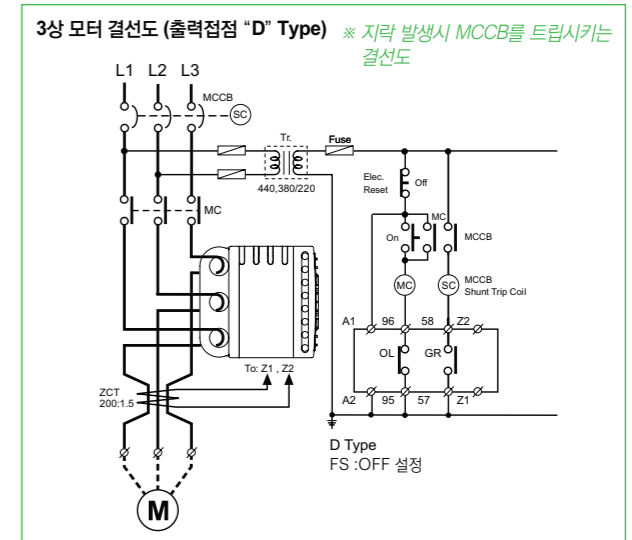 3상 모터 결선도 (출력접점 “D” Type)
※ 지락 발생시 MCCB를 트립시키는
결선도
L1 L2 L3
MCCB
SC
Tr.
Fuse
440,380/220
MC
Elec.
Reset
Off
On
MC
MCCB
MC
SC
MCCB
Shunt Trip Coil
A1 96 58 Z2
OL GR
A2 95 57 Z1
To: Z1 , Z2
ZCT
200:1.5
D Type
FS :OFF 설정
M